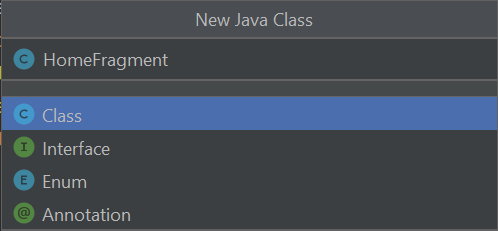 New Java Class
C HomeFragment
C Class
I Interface
E Enum
@ Annotation